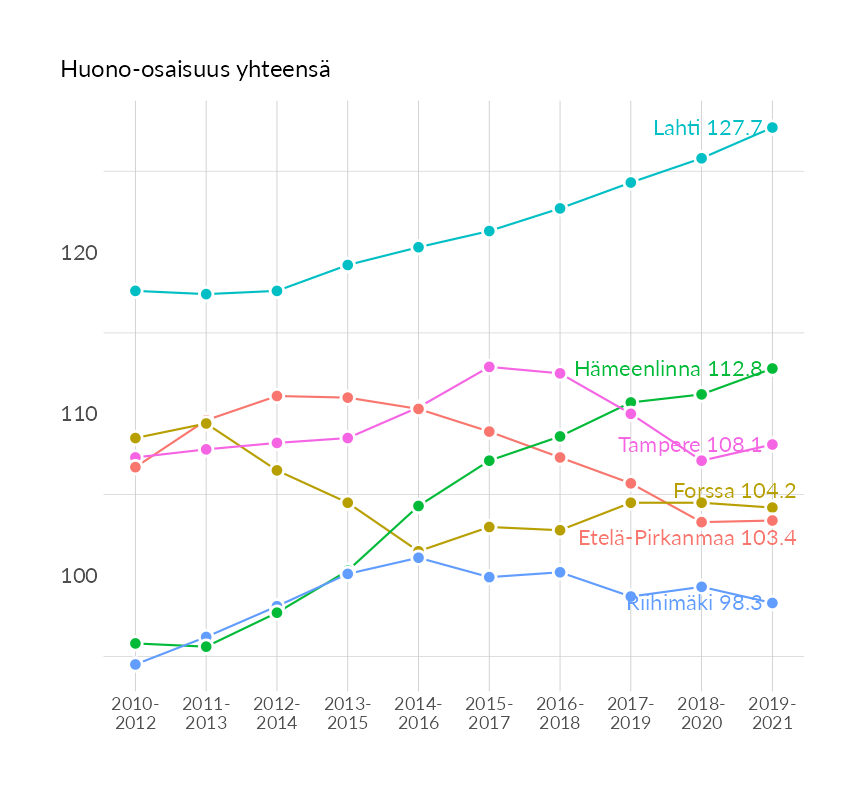 Huono-osaisuus yhteensä
Lahti 127.7
120
Hämeenlinna 112.8
110
Tampere 108.1
Forssa 104.2
Etelä-Pirkanmaa 103.4
100
Riihimäki 98.3
2010- 2011- 2012- 2013- 2014- 2015- 2016- 2017- 2018- 2019-
2012 2013 2014 2015 2016 2017 2018 2019 2020 2021